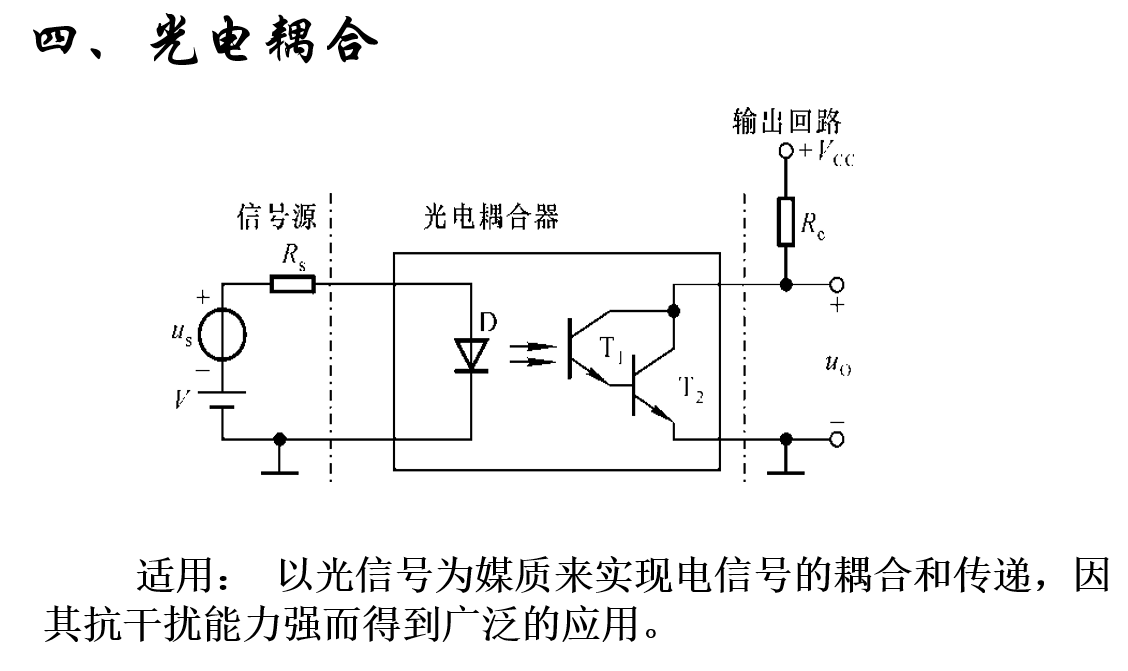 四、光电耦合
输出回路
+V_CC
信号源
光电耦合器
R_c
R_s
+
+
D
u_s
T_1
u_O
−
V
T_2
−
适用： 以光信号为媒质来实现电信号的耦合和传递，因
其抗干扰能力强而得到广泛的应用。